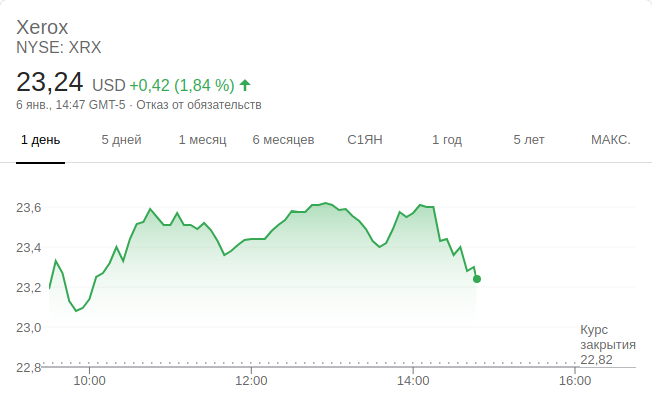 Xerox
NYSE: XRX
23,24 USD +0,42 (1,84 %)
6 янв., 14:47 GMT-5 · Отказ от обязательств
1 день 5 дней 1 месяц 6 месяцев С1ЯН 1 год 5 лет МАКС.
23,6
23,4
23,2
23,0
22,8
Курс
закрытия
22,82
10:00 12:00 14:00 16:00